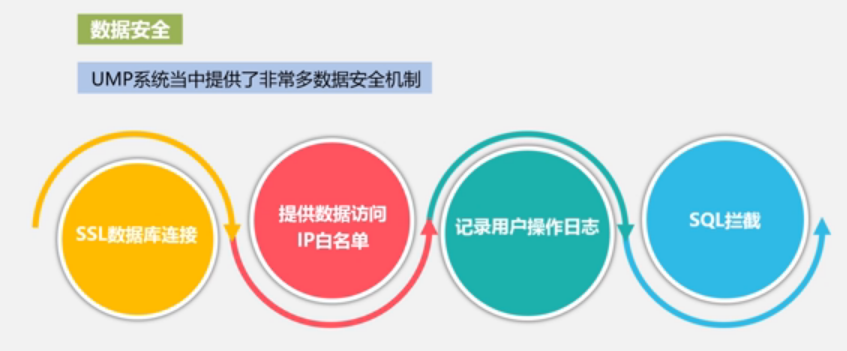 数据安全
UMP系统当中提供了非常多数据安全机制
SSL数据库连接
提供数据访问
IP白名单
记录用户操作日志
SQL拦截